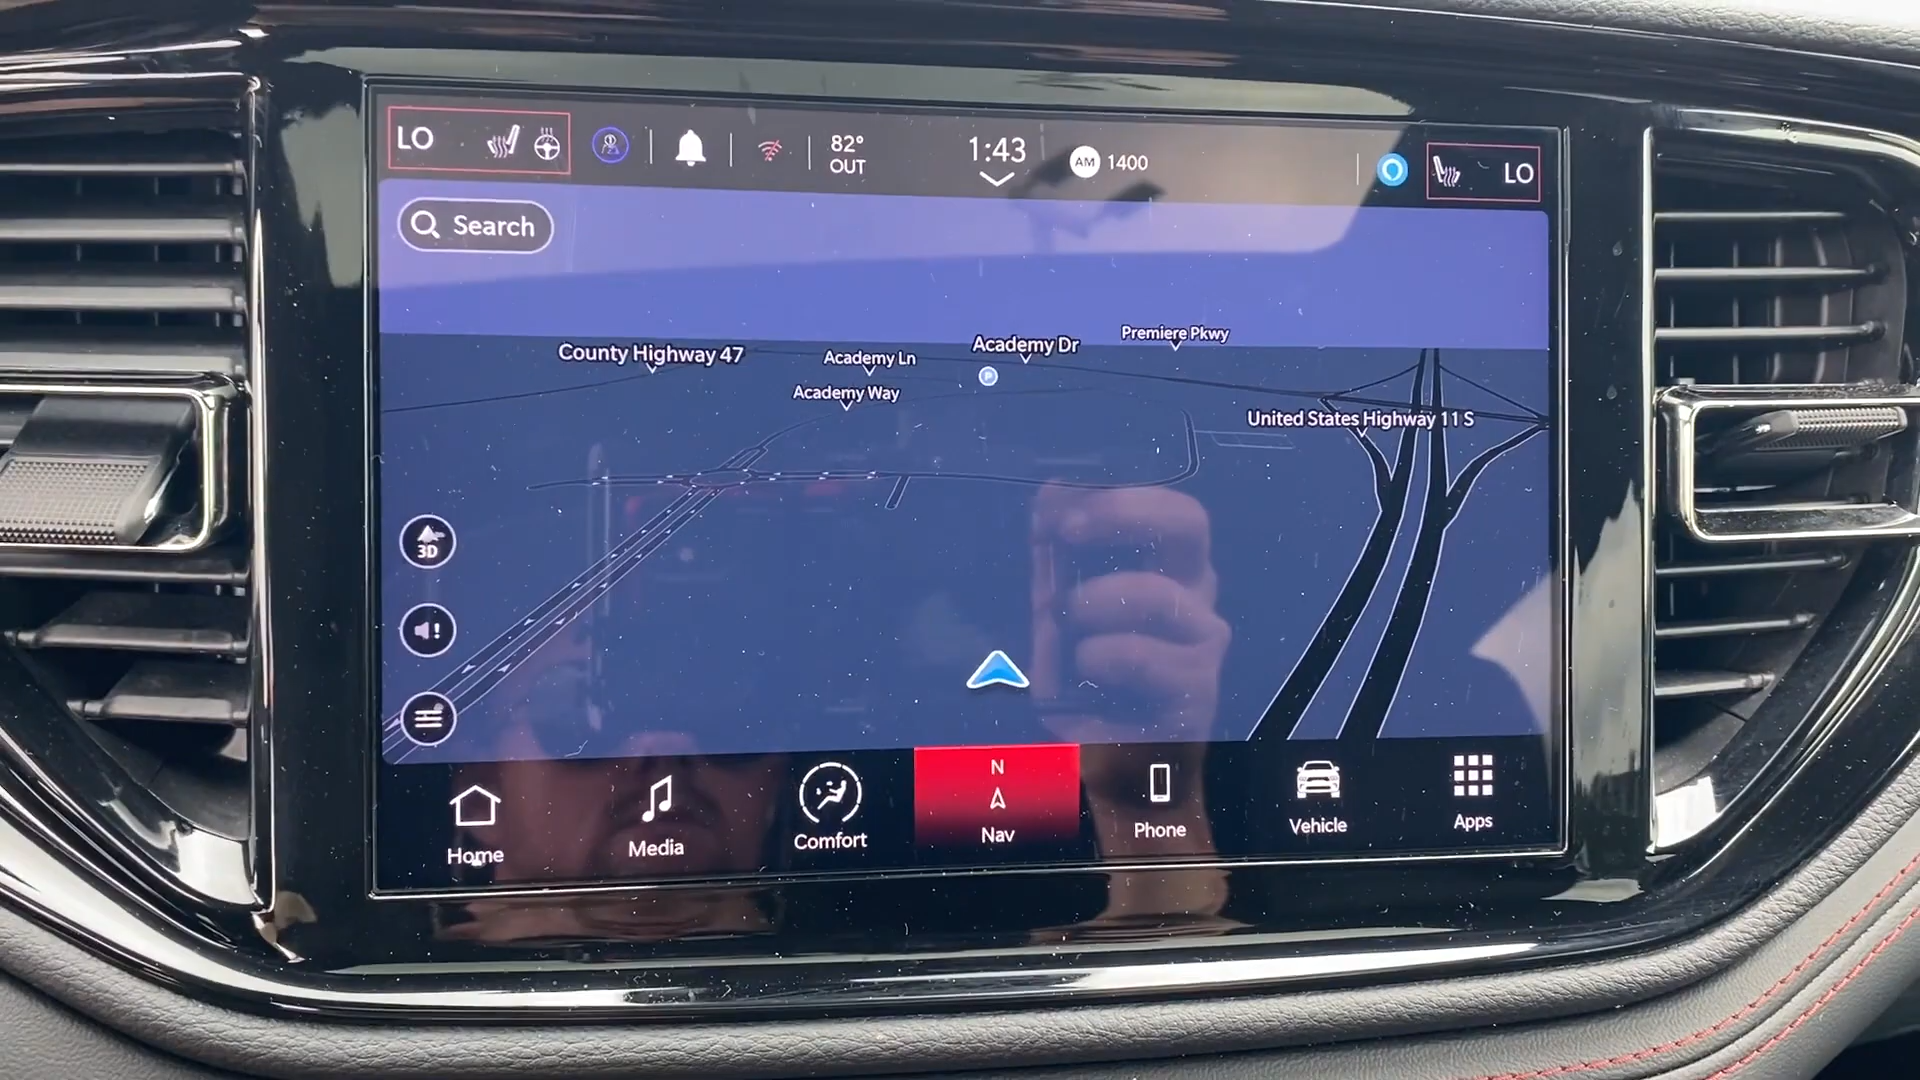 LO
82°
OUT
1:43
AM 1400
LO
Search
County Highway 47
Academy Ln
Academy Dr
Premiere Pkwy
Academy Way
P
United States Highway 11 S
3D
!
Home
Media
Comfort
N
Nav
Phone
Vehicle
Apps